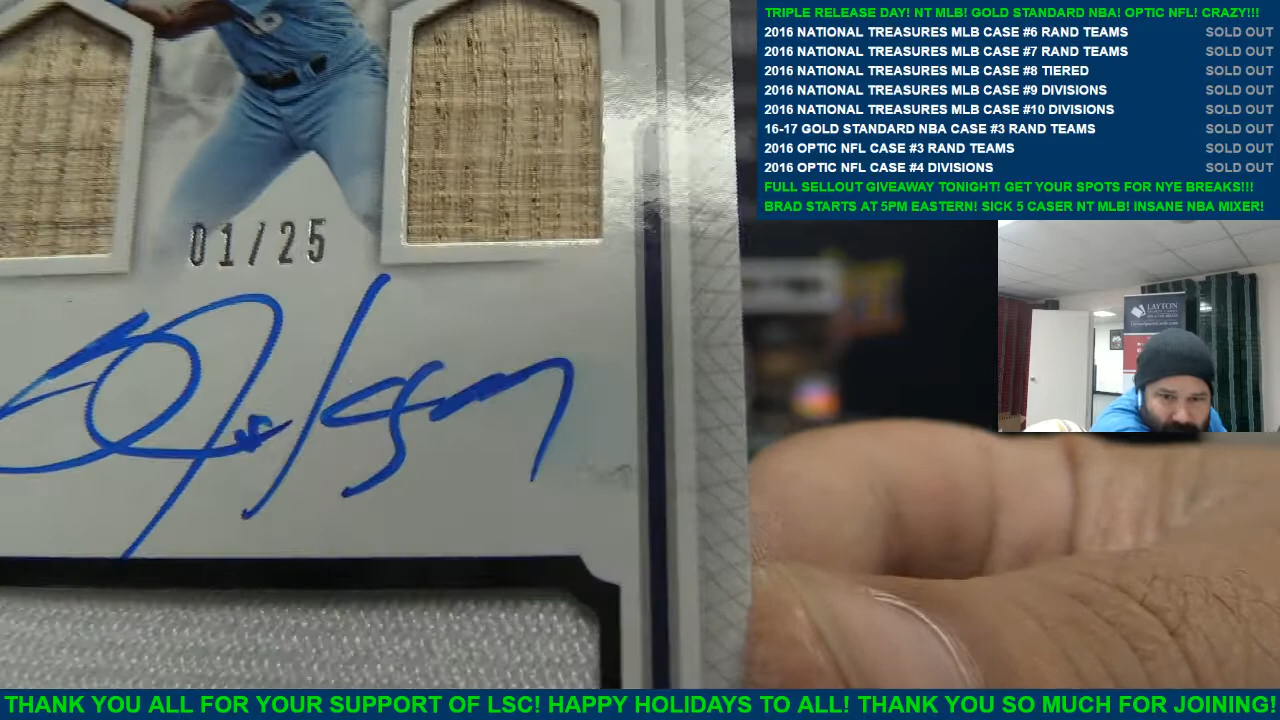 TRIPLE RELEASE DAY! NT MLB! GOLD STANDARD NBA! OPTIC NFL! CRAZY!!!
2016 NATIONAL TREASURES MLB CASE #6 RAND TEAMS SOLD OUT
2016 NATIONAL TREASURES MLB CASE #7 RAND TEAMS SOLD OUT
2016 NATIONAL TREASURES MLB CASE #8 TIERED SOLD OUT
2016 NATIONAL TREASURES MLB CASE #9 DIVISIONS SOLD OUT
2016 NATIONAL TREASURES MLB CASE #10 DIVISIONS SOLD OUT
16-17 GOLD STANDARD NBA CASE #3 RAND TEAMS SOLD OUT
2016 OPTIC NFL CASE #3 RAND TEAMS SOLD OUT
2016 OPTIC NFL CASE #4 DIVISIONS SOLD OUT
FULL SELLOUT GIVEAWAY TONIGHT! GET YOUR SPOTS FOR NYE BREAKS!!!
BRAD STARTS AT 5PM EASTERN! SICK 5 CASER NT MLB! INSANE NBA MIXER!
01/25
LAYTON
THANK YOU ALL FOR YOUR SUPPORT OF LSC! HAPPY HOLIDAYS TO ALL! THANK YOU SO MUCH FOR JOINING!